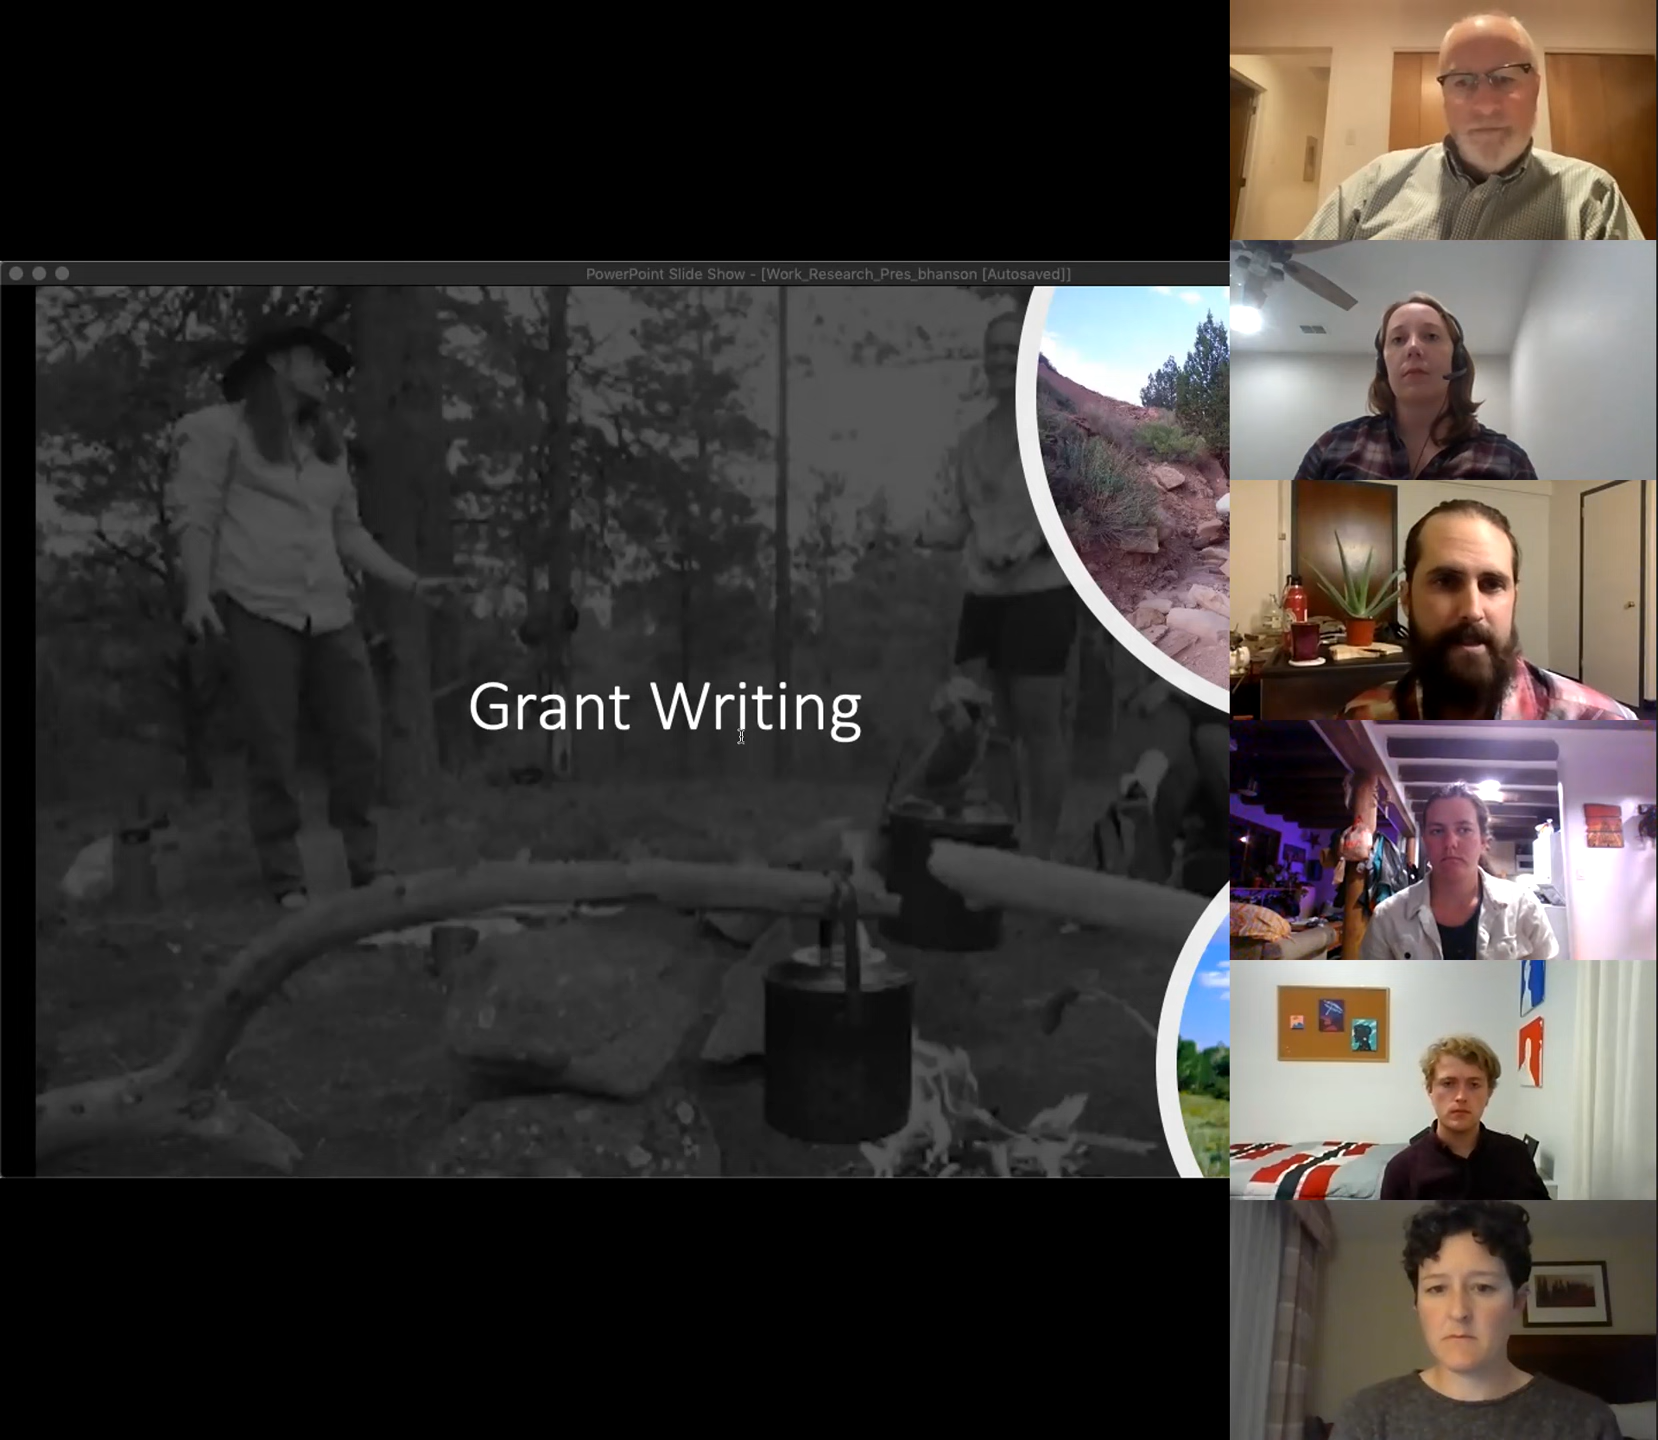 PowerPoint Slide Show - [Work_Research_Pres_bhanson [Autosaved]]
Grant Writing